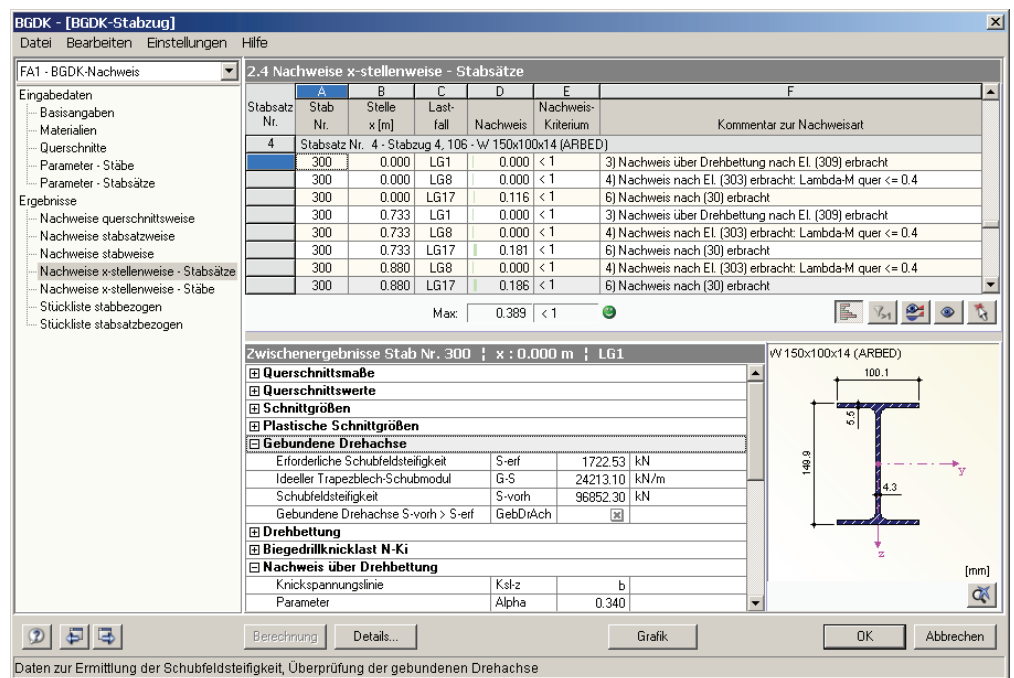 BGDK - [BGDK-Stabzug]
Datei Bearbeiten Einstellungen Hilfe
FA1 - BGDK-Nachweis
Eingabedaten
Basisangaben
Materialien
Querschnitte
Parameter - Stäbe
Parameter - Stabsätze
Ergebnisse
Nachweise querschnittsweise
Nachweise stabsatzweise
Nachweise stabweise
Nachweise x-stellenweise - Stabsätze
Nachweise x-stellenweise - Stäbe
Stückliste stabbezogen
Stückliste stabsatzbezogen
2.4 Nachweise x-stellenweise - Stabsätze
A B C D E F
Stabsatz Stab Stelle Last- Nachweis-
Nr. Nr. x [m] fall Nachweis Kriterium Kommentar zur Nachweisart
4 Stabsatz Nr. 4 - Stabzug 4, 106 - W 150x100x14 (ARBED)
300 0.000 LG1 0.000 < 1 3) Nachweis über Drehbettung nach El. (309) erbracht
300 0.000 LG8 0.000 < 1 4) Nachweis nach El. (303) erbracht: Lambda-M quer <= 0.4
300 0.000 LG17 0.116 < 1 6) Nachweis nach (30) erbracht
300 0.733 LG1 0.000 < 1 3) Nachweis über Drehbettung nach El. (309) erbracht
300 0.733 LG8 0.000 < 1 4) Nachweis nach El. (303) erbracht: Lambda-M quer <= 0.4
300 0.733 LG17 0.181 < 1 6) Nachweis nach (30) erbracht
300 0.880 LG8 0.000 < 1 4) Nachweis nach El. (303) erbracht: Lambda-M quer <= 0.4
300 0.880 LG17 0.186 < 1 6) Nachweis nach (30) erbracht
Max: 0.389 < 1
Zwischenergebnisse Stab Nr. 300 ¦ x : 0.000 m ¦ LG1
Querschnittsmaße
Querschnittswerte
Schnittgrößen
Plastische Schnittgrößen
Gebundene Drehachse
Erforderliche Schubfeldsteifigkeit S-erf 1722.53 kN
Ideeller Trapezblech-Schubmodul G-S 24213.10 kN/m
Schubfeldsteifigkeit S-vorh 96852.30 kN
Gebundene Drehachse S-vorh > S-erf GebDrAch
Drehbettung
Biegedrillknicklast N-Ki
Nachweis über Drehbettung
Knickspannungslinie Ksl-z b
Parameter Alpha 0.340
W 150x100x14 (ARBED)
100.1
5.5
149.9
4.3
y
z
[mm]
Berechnung Details... Grafik OK Abbrechen
Daten zur Ermittlung der Schubfeldsteifigkeit, Überprüfung der gebundenen Drehachse